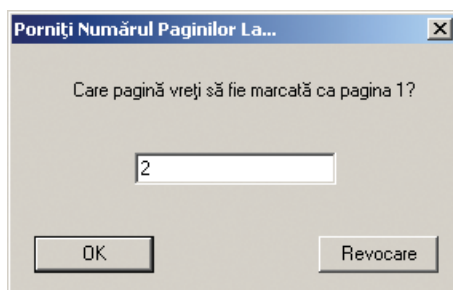 Porniţi Numărul Paginilor La...
Care pagină vreţi să fie marcată ca pagina 1?
2
OK
Revocare